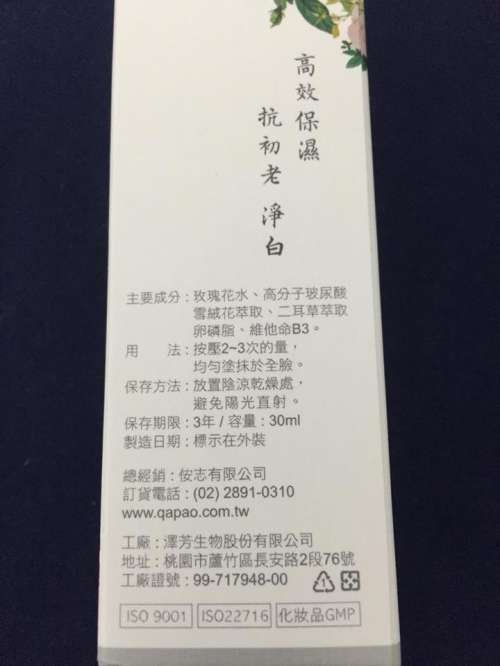 高效保濕
抗初老 淨白
主要成分：玫瑰花水、高分子玻尿酸
雪絨花萃取、二耳草萃取
卵磷脂、維他命B3。
用　　法：按壓2~3次的量，
均勻塗抹於全臉。
保存方法：放置陰涼乾燥處，
避免陽光直射。
保存期限：3年 / 容量：30ml
製造日期：標示在外裝
總經銷：侒志有限公司
訂貨電話：(02) 2891-0310
www.qapao.com.tw
工廠：澤芳生物股份有限公司
地址：桃園市蘆竹區長安路2段76號
工廠證號：99-717948-00
1
ISO 9001 ISO22716 化妝品GMP